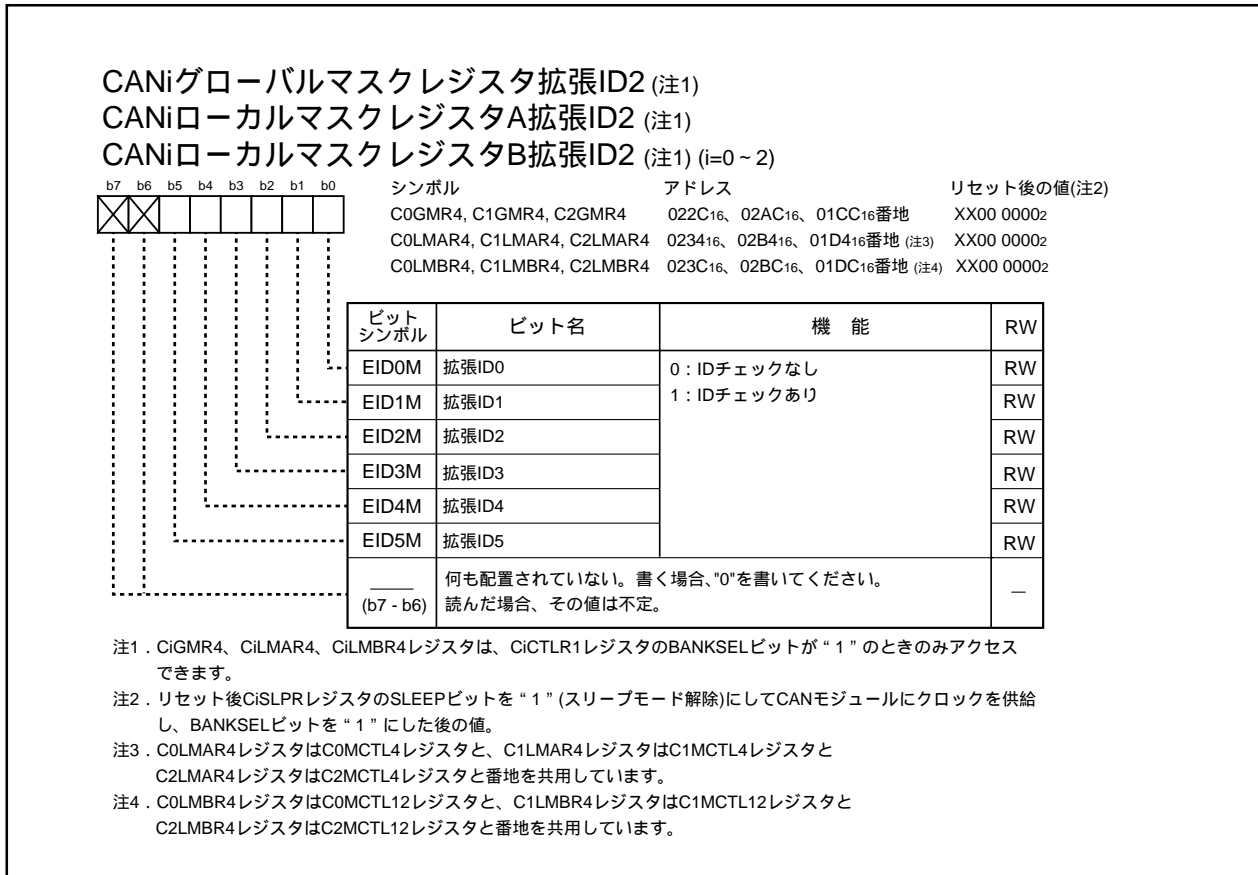 CANiグローバルマスクレジスタ拡張ID2 (注1)
CANiローカルマスクレジスタA拡張ID2 (注1)
CANiローカルマスクレジスタB拡張ID2 (注1) (i=0~2)
b7 b6 b5 b4 b3 b2 b1 b0
シンボル アドレス リセット後の値(注2)
C0GMR4, C1GMR4, C2GMR4 022C16、02AC16、01CC16番地 XX00 00002
C0LMAR4, C1LMAR4, C2LMAR4 023416、02B416、01D416番地 (注3) XX00 00002
C0LMBR4, C1LMBR4, C2LMBR4 023C16、02BC16、01DC16番地 (注4) XX00 00002
ビット
シンボル ビット名 機 能 RW
EID0M 拡張ID0 0:IDチェックなし RW
1:IDチェックあり
EID1M 拡張ID1 RW
EID2M 拡張ID2 RW
EID3M 拡張ID3 RW
EID4M 拡張ID4 RW
EID5M 拡張ID5 RW
(b7 - b6) 何も配置されていない。書く場合、"0"を書いてください。 —
読んだ場合、その値は不定。
注1.CiGMR4、CiLMAR4、CiLMBR4レジスタは、CiCTLR1レジスタのBANKSELビットが“1”のときのみアクセス
できます。
注2.リセット後CiSLPRレジスタのSLEEPビットを“1”(スリープモード解除)にしてCANモジュールにクロックを供給
し、BANKSELビットを“1”にした後の値。
注3.C0LMAR4レジスタはC0MCTL4レジスタと、C1LMAR4レジスタはC1MCTL4レジスタと
C2LMAR4レジスタはC2MCTL4レジスタと番地を共用しています。
注4.C0LMBR4レジスタはC0MCTL12レジスタと、C1LMBR4レジスタはC1MCTL12レジスタと
C2LMBR4レジスタはC2MCTL12レジスタと番地を共用しています。